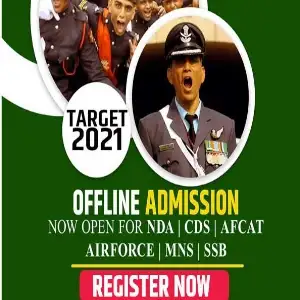 TARGET
2021
OFFLINE ADMISSION
NOW OPEN FOR NDA | CDS | AFCAT
AIRFORCE | MNS | SSB
REGISTER NOW